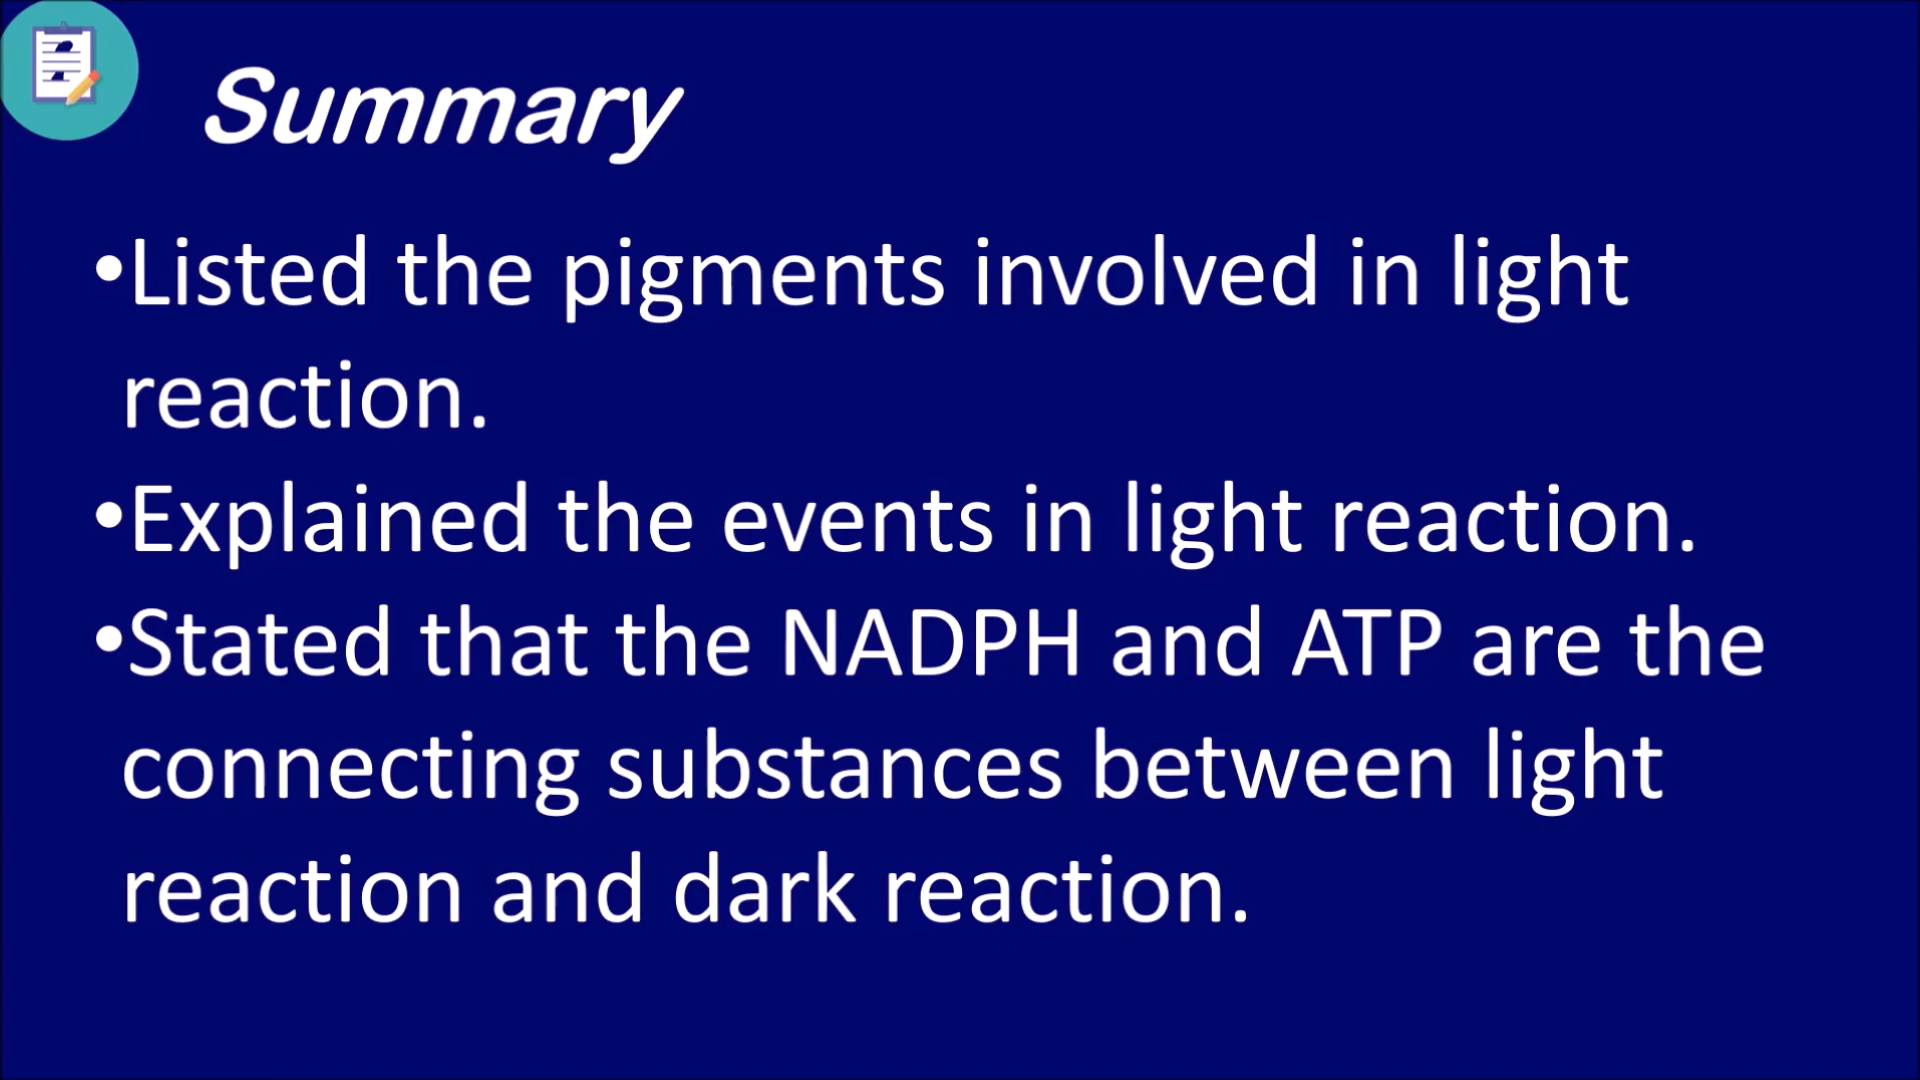 Summary
•Listed the pigments involved in light
reaction.
•Explained the events in light reaction.
•Stated that the NADPH and ATP are the
connecting substances between light
reaction and dark reaction.